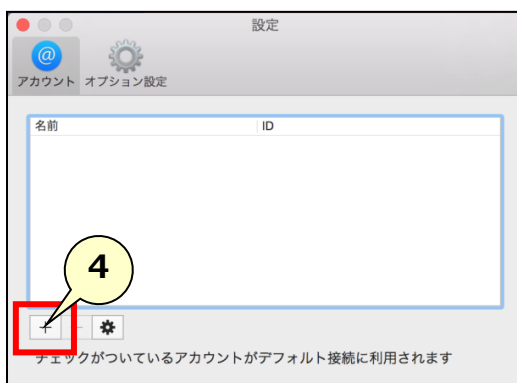 設定
アカウント オプション設定
名前 ID
4
+ -
チェックがついているアカウントがデフォルト接続に利用されます